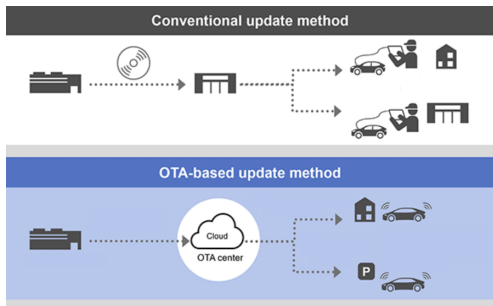 Conventional update method
OTA-based update method
Cloud
OTA center
P